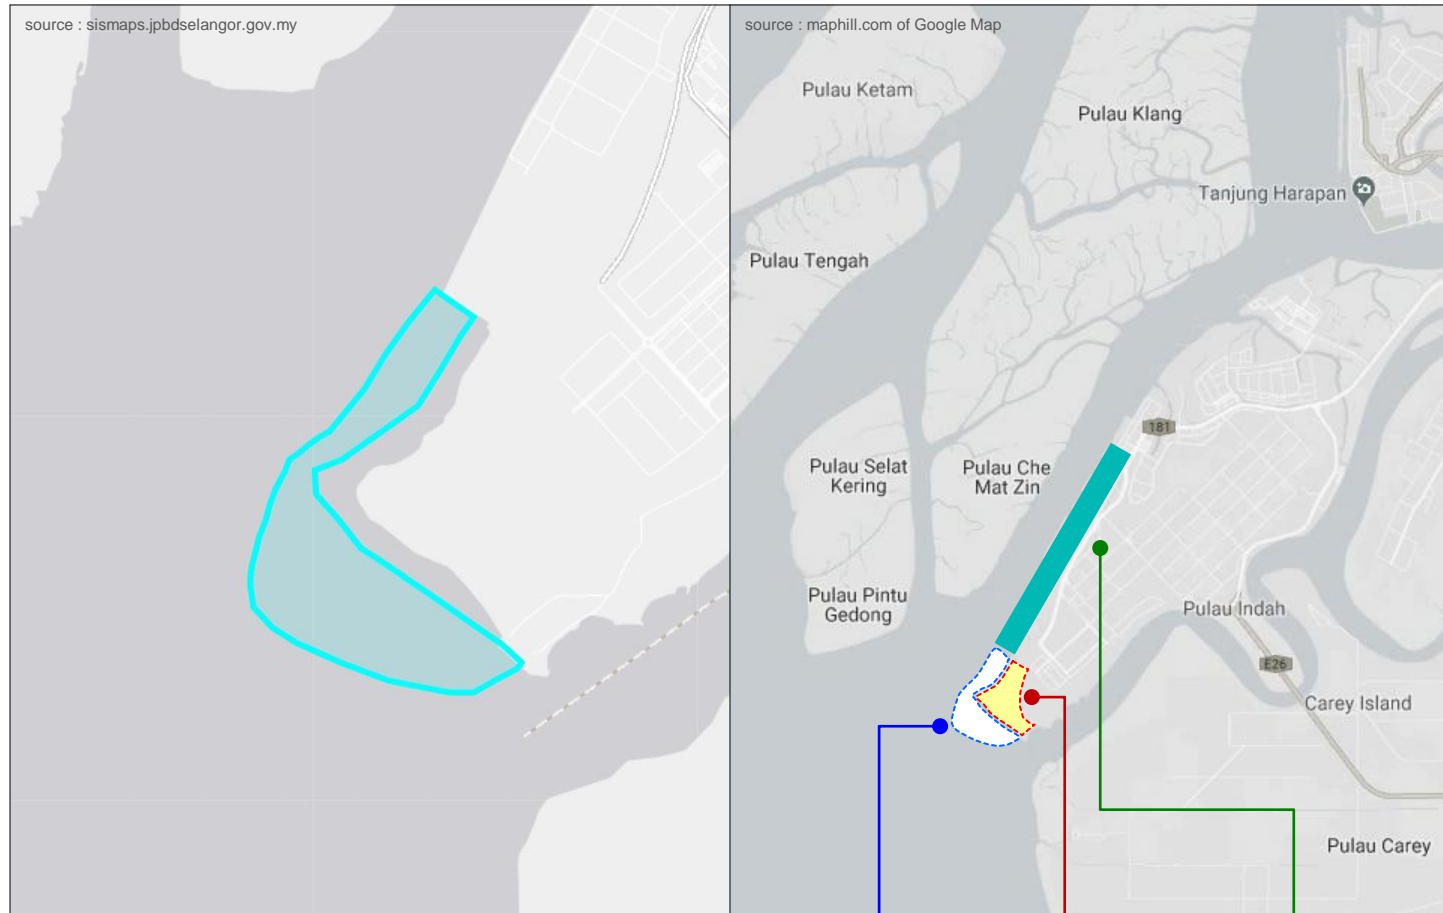 source : sismaps.jpbdselangor.gov.my
source : maphill.com of Google Map
Pulau Ketam
Pulau Klang
Tanjung Harapan
Pulau Tengah
181
Pulau Selat
Kering
Pulau Che
Mat Zin
Pulau Pintu
Gedong
Pulau Indah
E26
Carey Island
Pulau Carey